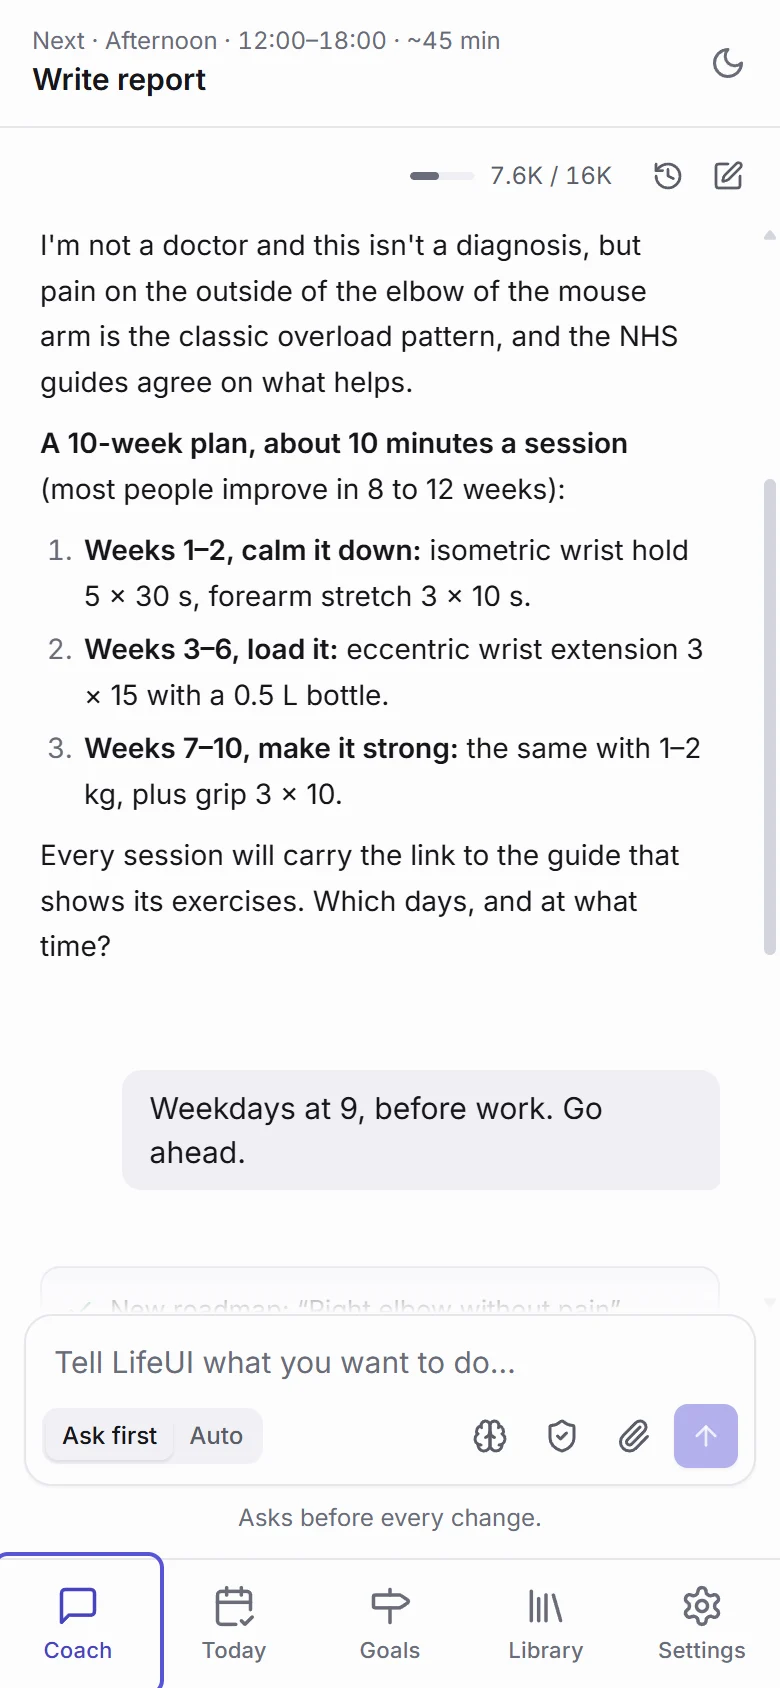 Next · Afternoon · 12:00–18:00 · ~45 min
Write report
7.6K / 16K
I'm not a doctor and this isn't a diagnosis, but
pain on the outside of the elbow of the mouse
arm is the classic overload pattern, and the NHS
guides agree on what helps.
A 10-week plan, about 10 minutes a session
(most people improve in 8 to 12 weeks):
1. Weeks 1–2, calm it down: isometric wrist hold
5 × 30 s, forearm stretch 3 × 10 s.
2. Weeks 3–6, load it: eccentric wrist extension 3
× 15 with a 0.5 L bottle.
3. Weeks 7–10, make it strong: the same with 1–2
kg, plus grip 3 × 10.
Every session will carry the link to the guide that
shows its exercises. Which days, and at what
time?
Weekdays at 9, before work. Go
ahead.
New roadmap: “Right elbow without pain”
Tell LifeUI what you want to do...
Ask first Auto
Asks before every change.
Coach Today Goals Library Settings